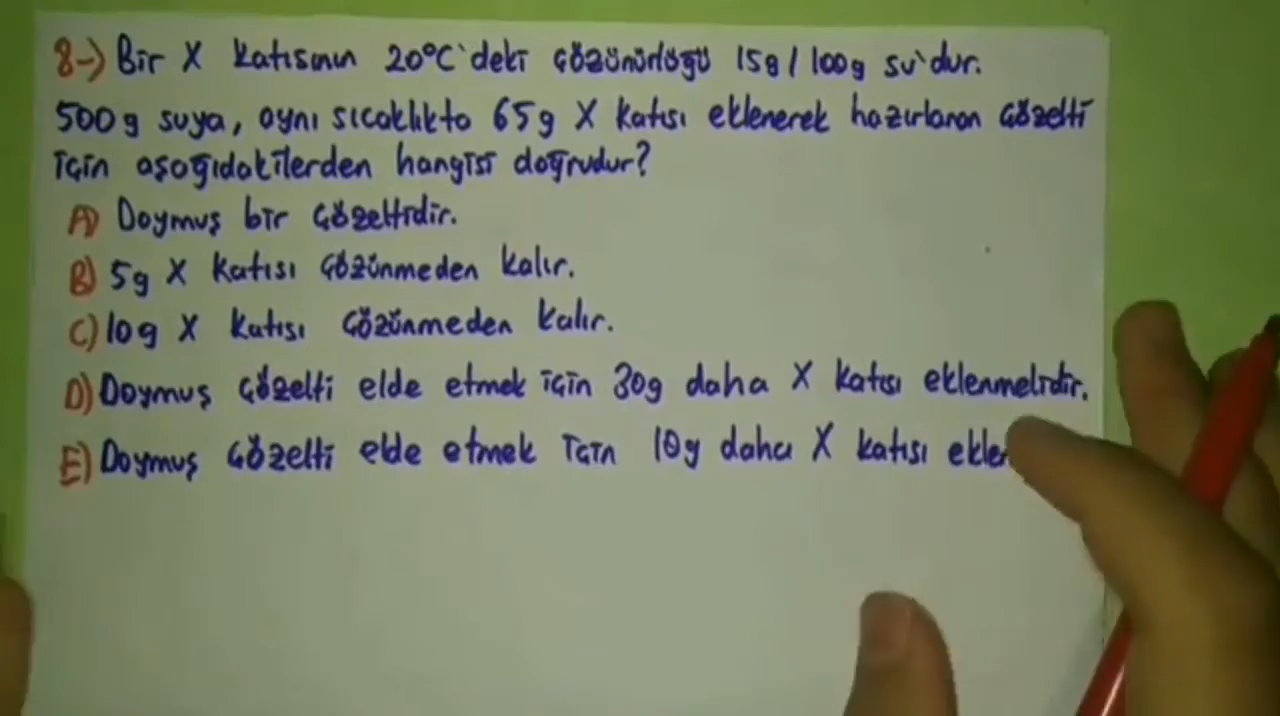 8-) Bir X katısının 20°C'deki çözünürlüğü 15g / 100g su'dur.
500g suya, aynı sıcaklıkta 65g X katısı eklenerek hazırlanan çözelti
için aşağıdakilerden hangisi doğrudur?
A) Doymuş bir çözeltidir.
B) 5g X katısı çözünmeden kalır.
C) 10g X katısı çözünmeden kalır.
D) Doymuş çözelti elde etmek için 30g daha X katısı eklenmelidir.
E) Doymuş çözelti elde etmek için 10g daha X katısı